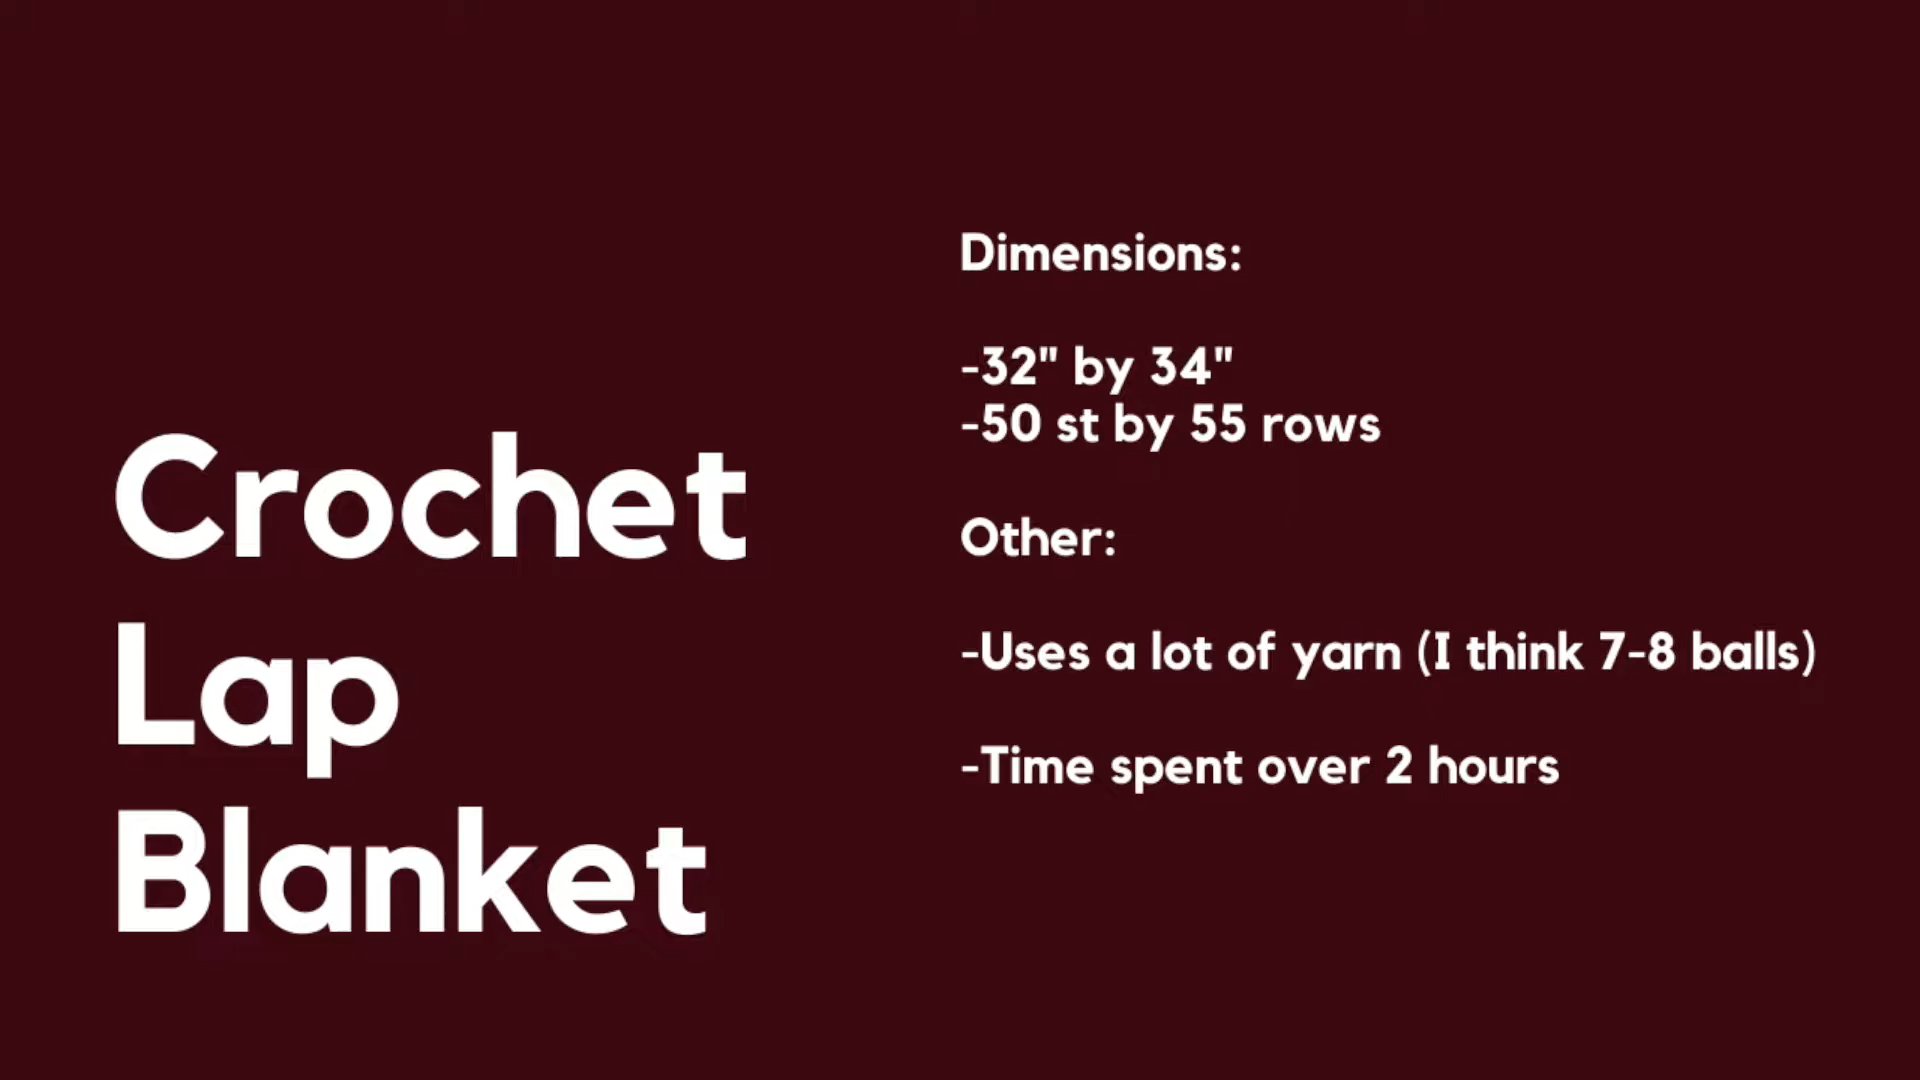 Crochet
Lap
Blanket
Dimensions:
-32" by 34"
-50 st by 55 rows
Other:
-Uses a lot of yarn (I think 7-8 balls)
-Time spent over 2 hours